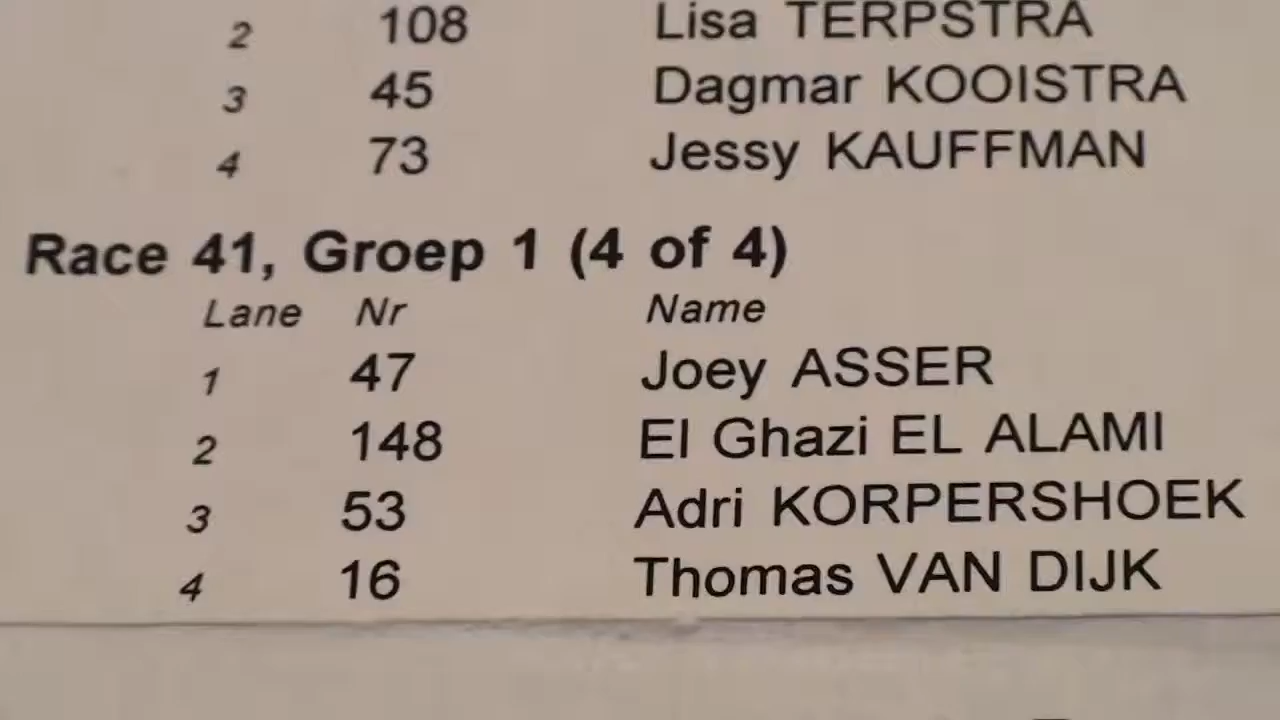 2 108 Lisa TERPSTRA
3 45 Dagmar KOOISTRA
4 73 Jessy KAUFFMAN
Race 41, Groep 1 (4 of 4)
Lane Nr Name
1 47 Joey ASSER
2 148 El Ghazi EL ALAMI
3 53 Adri KORPERSHOEK
4 16 Thomas VAN DIJK